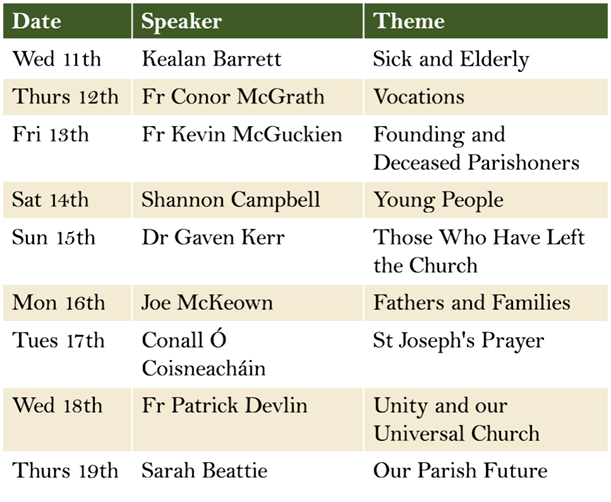 Date Speaker Theme
Wed 11th Kealan Barrett Sick and Elderly
Thurs 12th Fr Conor McGrath Vocations
Fri 13th Fr Kevin McGuckien Founding and
Deceased Parishoners
Sat 14th Shannon Campbell Young People
Sun 15th Dr Gaven Kerr Those Who Have Left
the Church
Mon 16th Joe McKeown Fathers and Families
Tues 17th Conall Ó St Joseph's Prayer
Coisneacháin
Wed 18th Fr Patrick Devlin Unity and our
Universal Church
Thurs 19th Sarah Beattie Our Parish Future